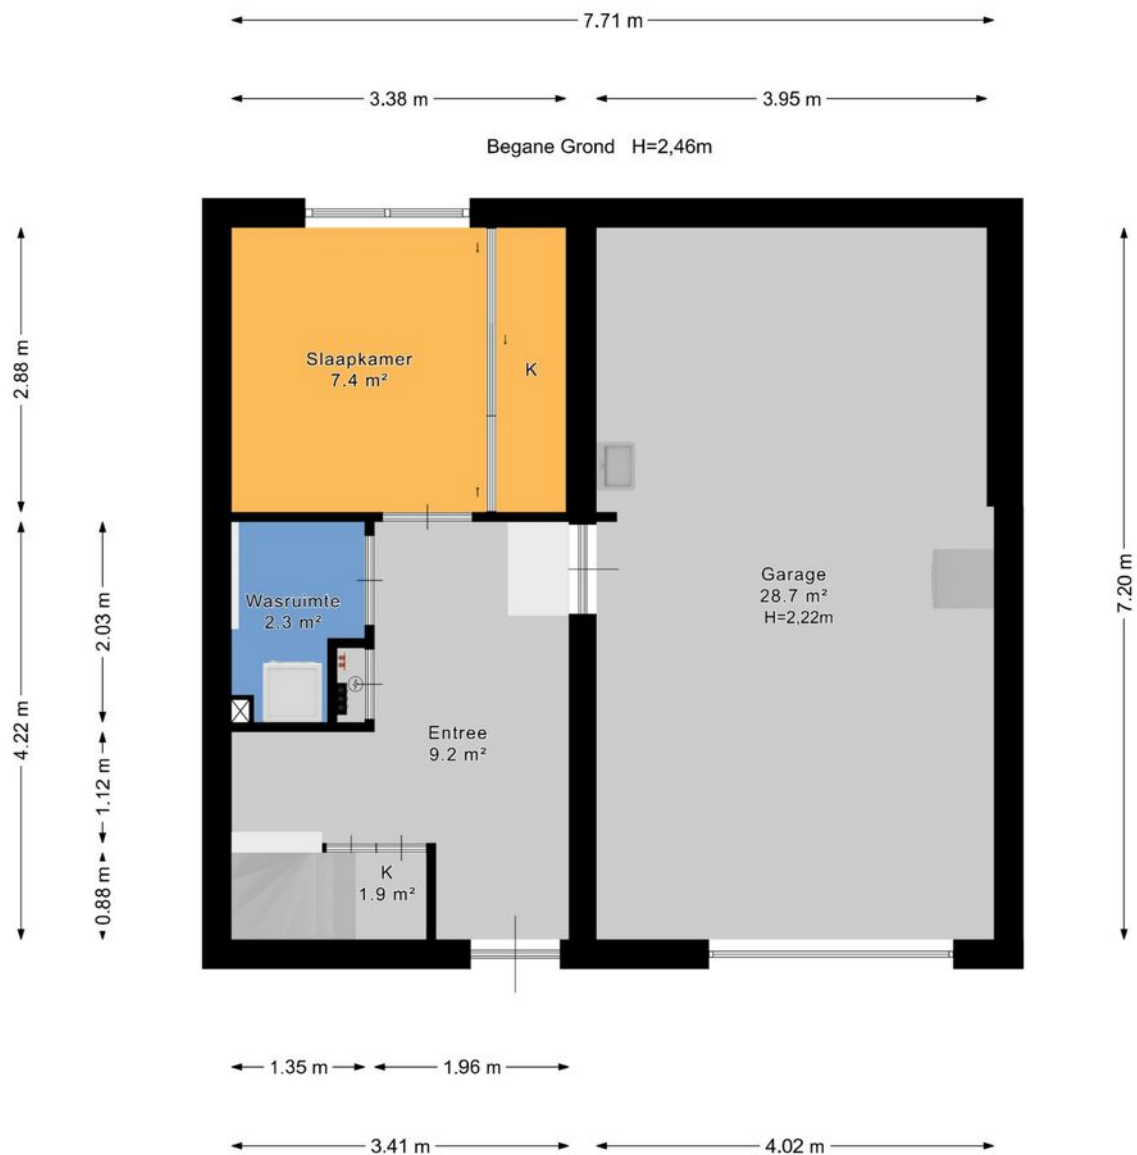 7.71 m
3.38 m
3.95 m
Begane Grond H=2,46m
2.88 m
Slaapkamer
7.4 m²
K
Garage
28.7 m²
H=2,22m
7.20 m
Wasruimte
2.3 m²
2.03 m
4.22 m
Entree
9.2 m²
1.12 m
K
1.9 m²
0.88 m
1.35 m
1.96 m
3.41 m
4.02 m